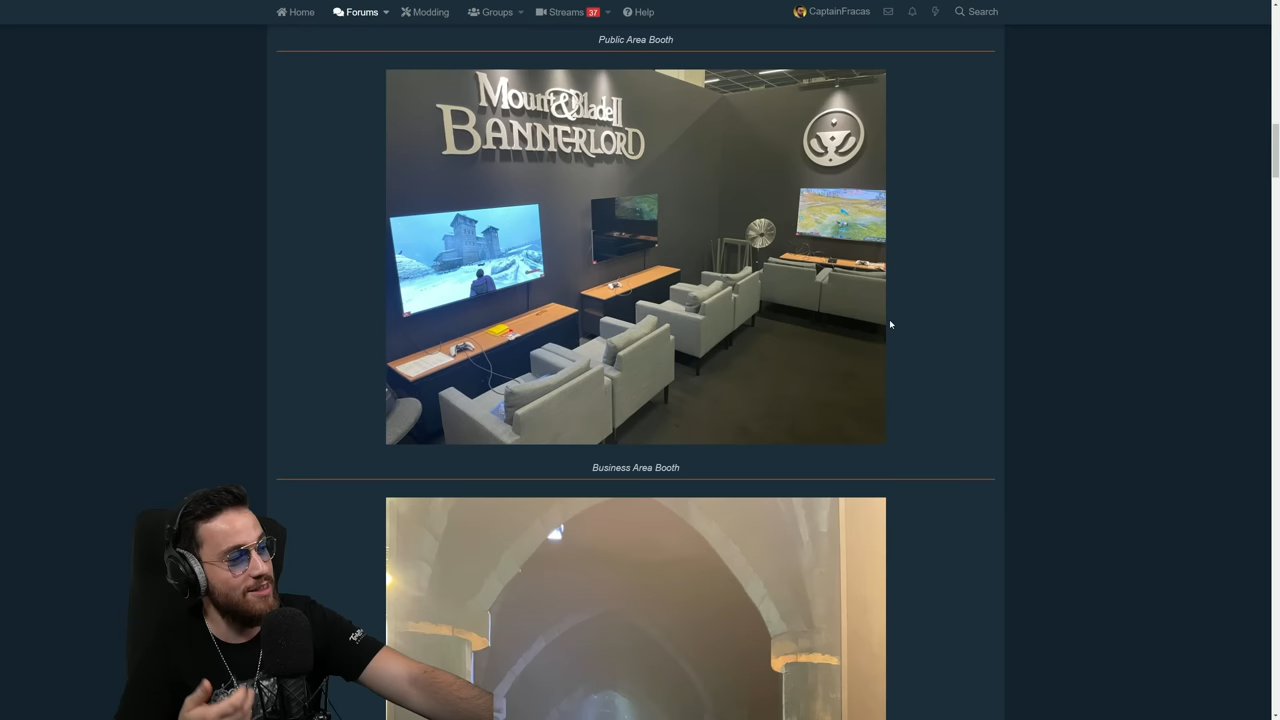 Home Forums Modding Groups Streams 37 Help CaptainFracas Search
Public Area Booth
Mount & Blade II
BANNERLORD
Business Area Booth